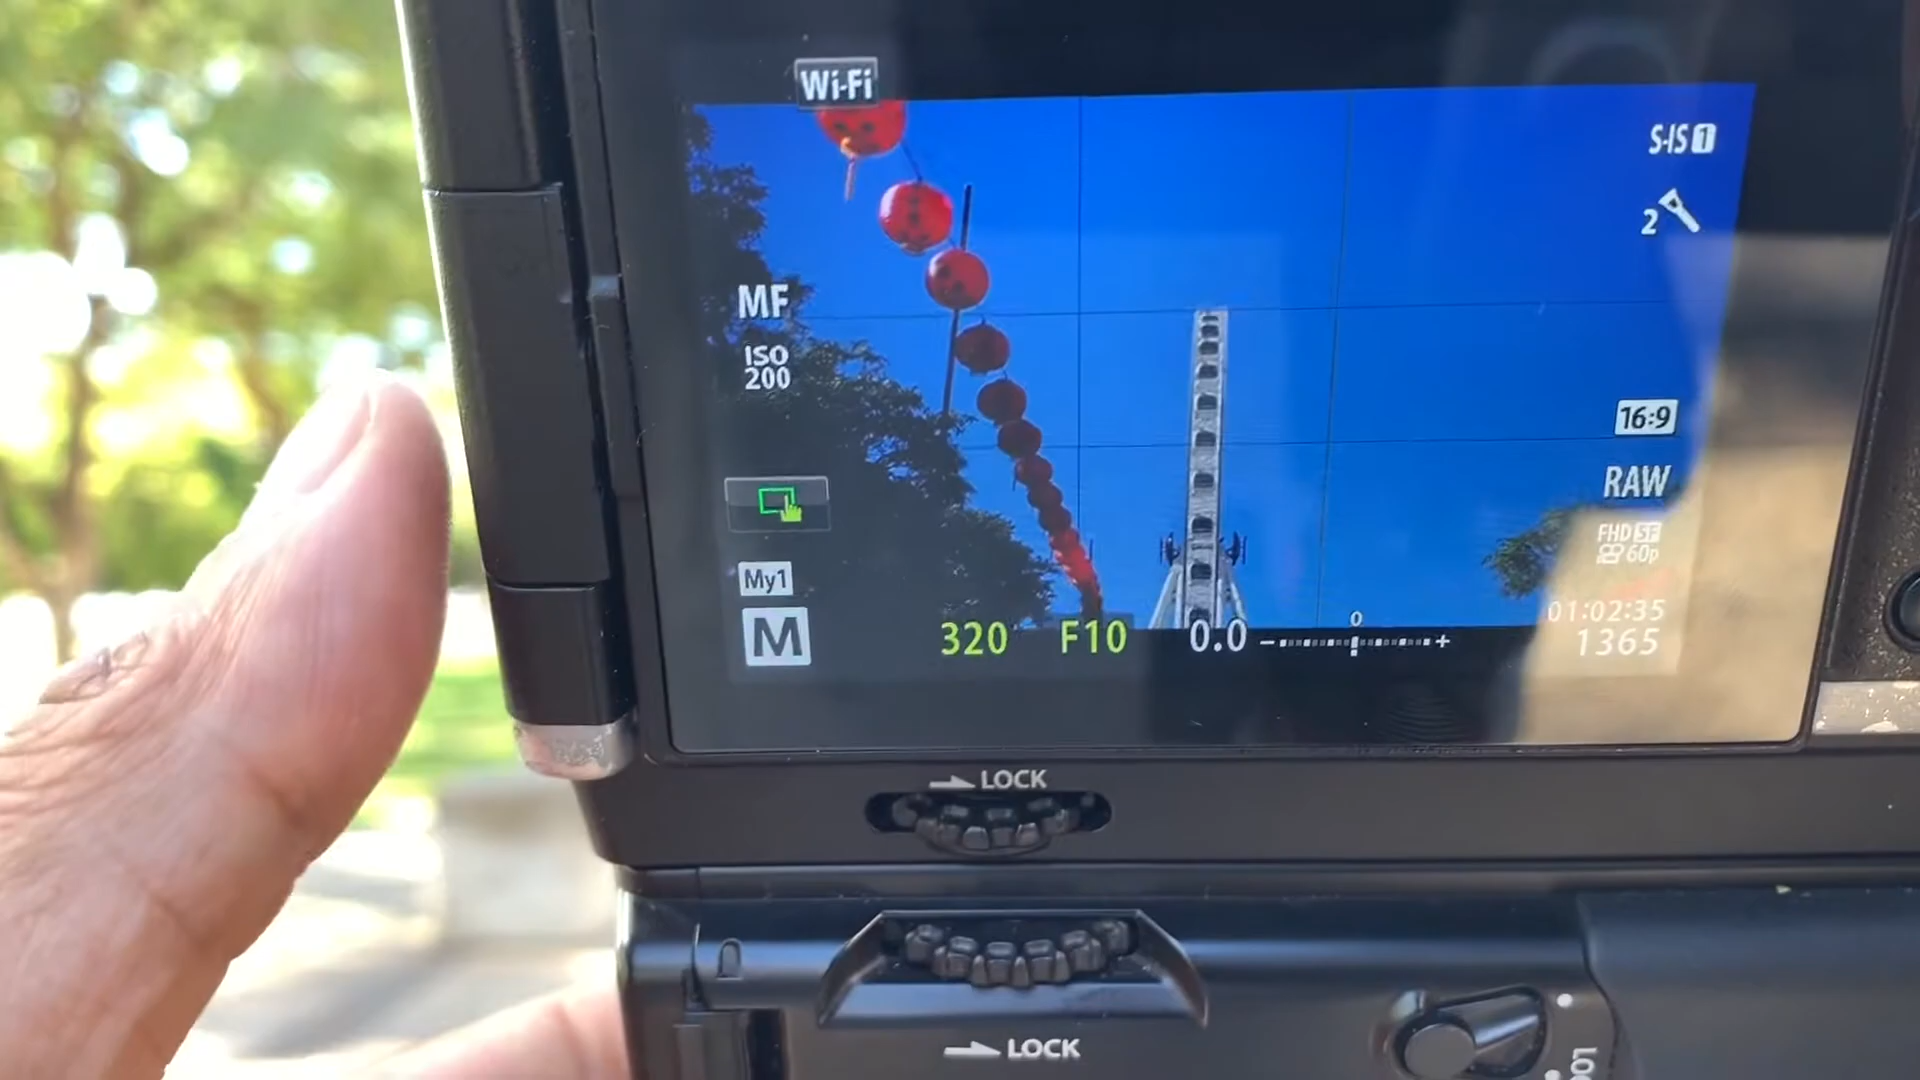 Wi-Fi
S-IS 1
2
MF
ISO
200
16:9
RAW
FHD SF
60p
My1
01:02:35
M
320 F10 0.0 − 0 +
1365
LOCK
LOCK